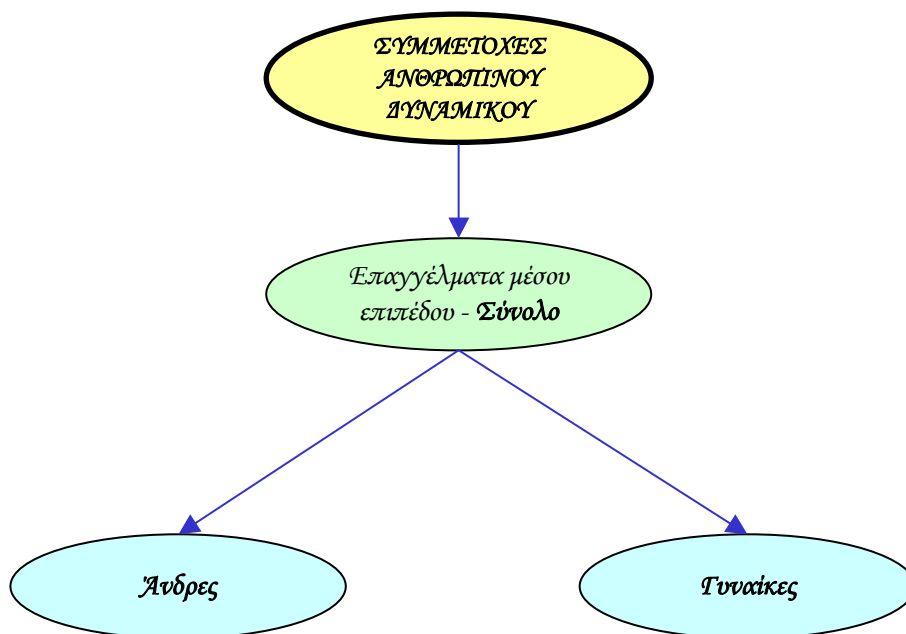 ΣΥΜΜΕΤΟΧΕΣ
ΑΝΘΡΩΠΙΝΟΥ
ΔΥΝΑΜΙΚΟΥ
Επαγγέλματα μέσου
επιπέδου - Σύνολο
Άνδρες
Γυναίκες